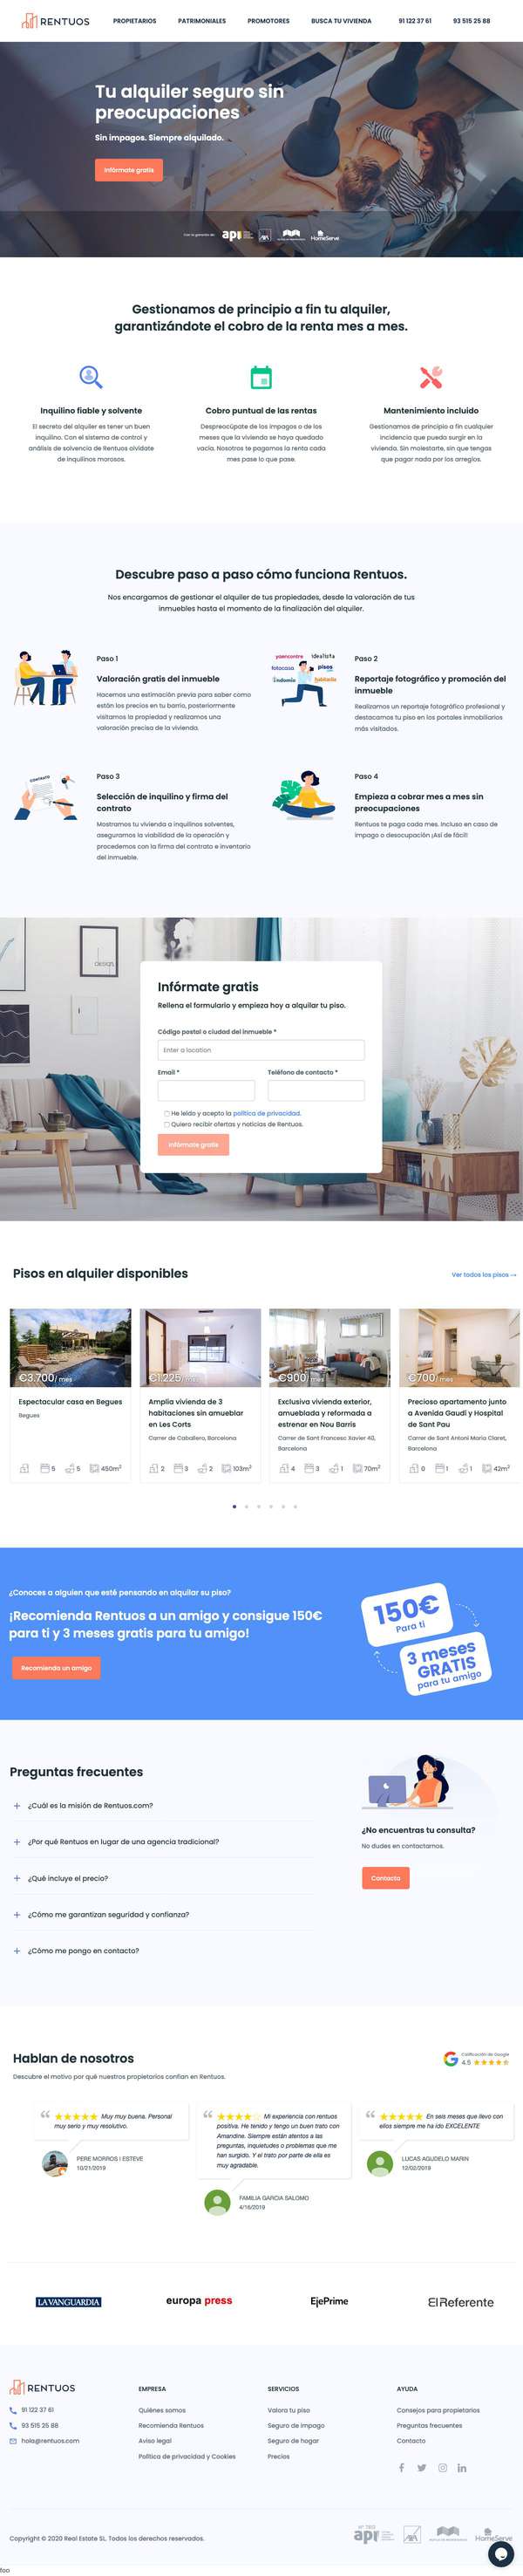 RENTUOS
PROPIETARIOS PATRIMONIALES PROMOTORES BUSCA TU VIVIENDA 91 122 37 61 93 515 25 88
Tu alquiler seguro sin
preocupaciones
Sin impagos. Siempre alquilado.
Infórmate gratis
api AXA HomeServe
Gestionamos de principio a fin tu alquiler,
garantizándote el cobro de la renta mes a mes.
Inquilino fiable y solvente
El secreto del alquiler es tener un buen
inquilino. Con el sistema de control y
análisis de solvencia de Rentuos olvídate
de inquilinos morosos.
Cobro puntual de las rentas
Despreocúpate de los impagos o de los
meses que la vivienda se haya quedado
vacía. Nosotros te pagamos la renta cada
mes pase lo que pase.
Mantenimiento incluido
Gestionamos de principio a fin cualquier
incidencia que pueda surgir en la
vivienda. Sin molestarte, sin que tengas
que pagar nada por los arreglos.
Descubre paso a paso cómo funciona Rentuos.
Nos encargamos de gestionar el alquiler de tus propiedades, desde la valoración de tus
inmuebles hasta el momento de la finalización del alquiler.
Paso 1
Valoración gratis del inmueble
Hacemos una estimación previa para saber como
están los precios en tu barrio, posteriormente
visitamos la propiedad y realizamos una
valoración precisa de la vivienda.
yaencontre idealista
fotocasa pisos
habitaclia
Paso 2
Reportaje fotográfico y promoción del
inmueble
Realizamos un reportaje fotográfico profesional y
destacamos tu piso en los portales inmobiliarios
más visitados.
CONTRATO
Paso 3
Selección de inquilino y firma del
contrato
Mostramos tu vivienda a inquilinos solventes,
aseguramos la viabilidad de la operación y
procedemos con la firma del contrato e inventario
del inmueble.
Paso 4
Empieza a cobrar mes a mes sin
preocupaciones
Rentuos te paga cada mes. Incluso en caso de
impago o desocupación ¡Así de fácil!
DESIGN
Infórmate gratis
Rellena el formulario y empieza hoy a alquilar tu piso.
Código postal o ciudad del inmueble *
Enter a location
Email * Teléfono de contacto *
He leído y acepto la política de privacidad.
Quiero recibir ofertas y noticias de Rentuos.
Infórmate gratis
Pisos en alquiler disponibles
Ver todos los pisos →
€3.700/ mes
Espectacular casa en Begues
Begues
5 5 450m²
€1.225/ mes
Amplia vivienda de 3
habitaciones sin amueblar
en Les Corts
Carrer de Caballero, Barcelona
2 3 2 103m²
€900/ mes
Exclusiva vivienda exterior,
amueblada y reformada a
estrenar en Nou Barris
Carrer de Sant Francesc Xavier 40,
Barcelona
4 3 1 70m²
€700/ mes
Precioso apartamento junto
a Avenida Gaudí y Hospital
de Sant Pau
Carrer de Sant Antoni Maria Claret,
Barcelona
0 1 1 42m²
¿Conoces a alguien que esté pensando en alquilar su piso?
¡Recomienda Rentuos a un amigo y consigue 150€
para ti y 3 meses gratis para tu amigo!
Recomienda un amigo
150€
Para ti
3 meses
GRATIS
para tu amigo
Preguntas frecuentes
¿Cuál es la misión de Rentuos.com?
¿Por qué Rentuos en lugar de una agencia tradicional?
¿Qué incluye el precio?
¿Cómo me garantizan seguridad y confianza?
¿Cómo me pongo en contacto?
¿No encuentras tu consulta?
No dudes en contactarnos.
Contacto
Hablan de nosotros
Descubre el motivo por qué nuestros propietarios confían en Rentuos.
Calificación de Google
4.5
Muy muy buena. Personal
muy serio y muy resolutivo.
PERE MORROS I ESTEVE
10/21/2019
Mi experiencia con rentuos
positiva. He tenido y tengo un buen trato con
Amandine. Siempre están atentos a las
preguntas, inquietudes o problemas que me
han surgido. Y el trato por parte de ella es
muy agradable.
FAMILIA GARCIA SALOMO
4/16/2019
En seis meses que llevo con
ellos siempre me ha ido EXCELENTE
LUCAS AGUDELO MARIN
12/02/2019
LA VANGUARDIA europa press EjePrime El Referente
RENTUOS
91 122 37 61
93 515 25 88
hola@rentuos.com
EMPRESA
Quiénes somos
Recomienda Rentuos
Aviso legal
Política de privacidad y Cookies
SERVICIOS
Valora tu piso
Seguro de impago
Seguro de hogar
Precios
AYUDA
Consejos para propietarios
Preguntas frecuentes
Contacto
Copyright © 2020 Real Estate SL. Todos los derechos reservados.
api AXA HomeServe
foo